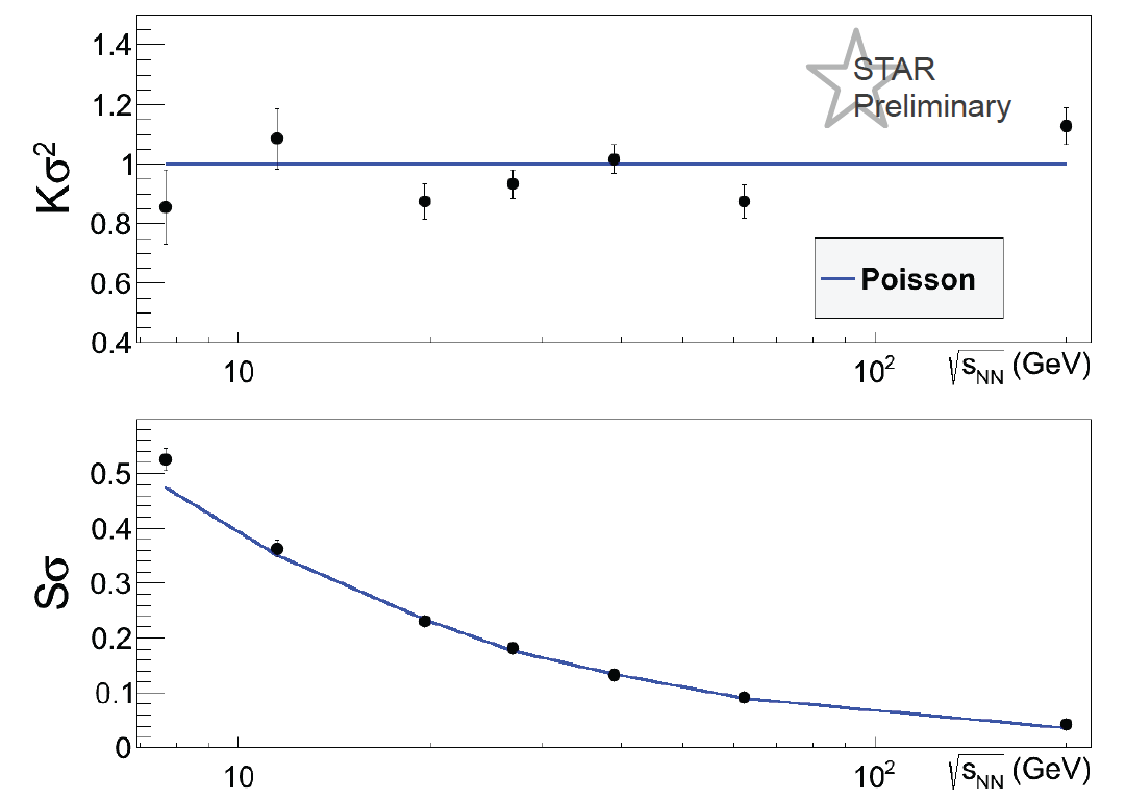 1.4
1.2
1
0.8
0.6
0.4
Kσ²
STAR
Preliminary
Poisson
10
10²
√sNN (GeV)
0.5
0.4
0.3
0.2
0.1
0
Sσ
10
10²
√sNN (GeV)